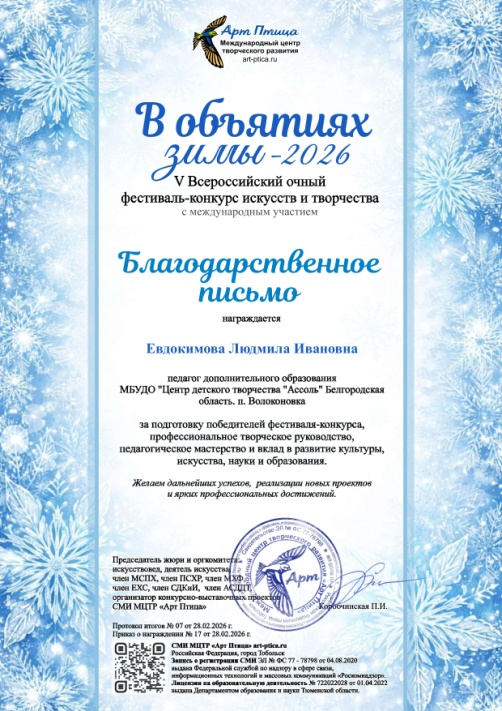 Арт Птица
Международный центр
творческого развития
art-ptica.ru
В объятиях
зимы -2026
V Всероссийский очный
фестиваль-конкурс искусств и творчества
с международным участием
Благодарственное
письмо
награждается
Евдокимова Людмила Ивановна
педагог дополнительного образования
МБУДО "Центр детского творчества "Ассоль" Белгородская
область. п. Волоконовка
за подготовку победителей фестиваля-конкурса,
профессиональное творческое руководство,
педагогическое мастерство и вклад в развитие культуры,
искусства, науки и образования.
Желаем дальнейших успехов, реализации новых проектов
и ярких профессиональных достижений.
Председатель жюри и оргкомитета
искусствовед, деятель искусства
член МСПХ, член ПСХР, член МХФ,
член ЕХС, член СДКиИ, член АСДПТ,
организатор конкурсно-выставочных проектов
СМИ МЦТР «Арт Птица»
Арт
Коробчинская П.И.
Протокол итогов № 07 от 28.02.2026 г.
Приказ о награждении № 17 от 28.02.2026 г.
СМИ МЦТР «Арт Птица» art-ptica.ru
Российская Федерация, город Тобольск
Запись о регистрации СМИ ЭЛ № ФС 77 - 78798 от 04.08.2020
выдана Федеральной службой по надзору в сфере связи,
информационных технологий и массовых коммуникаций «Роскомнадзор».
Лицензия на образовательную деятельность № 722022028 от 01.04.2022
выдана Департаментом образования и науки Тюменской области.